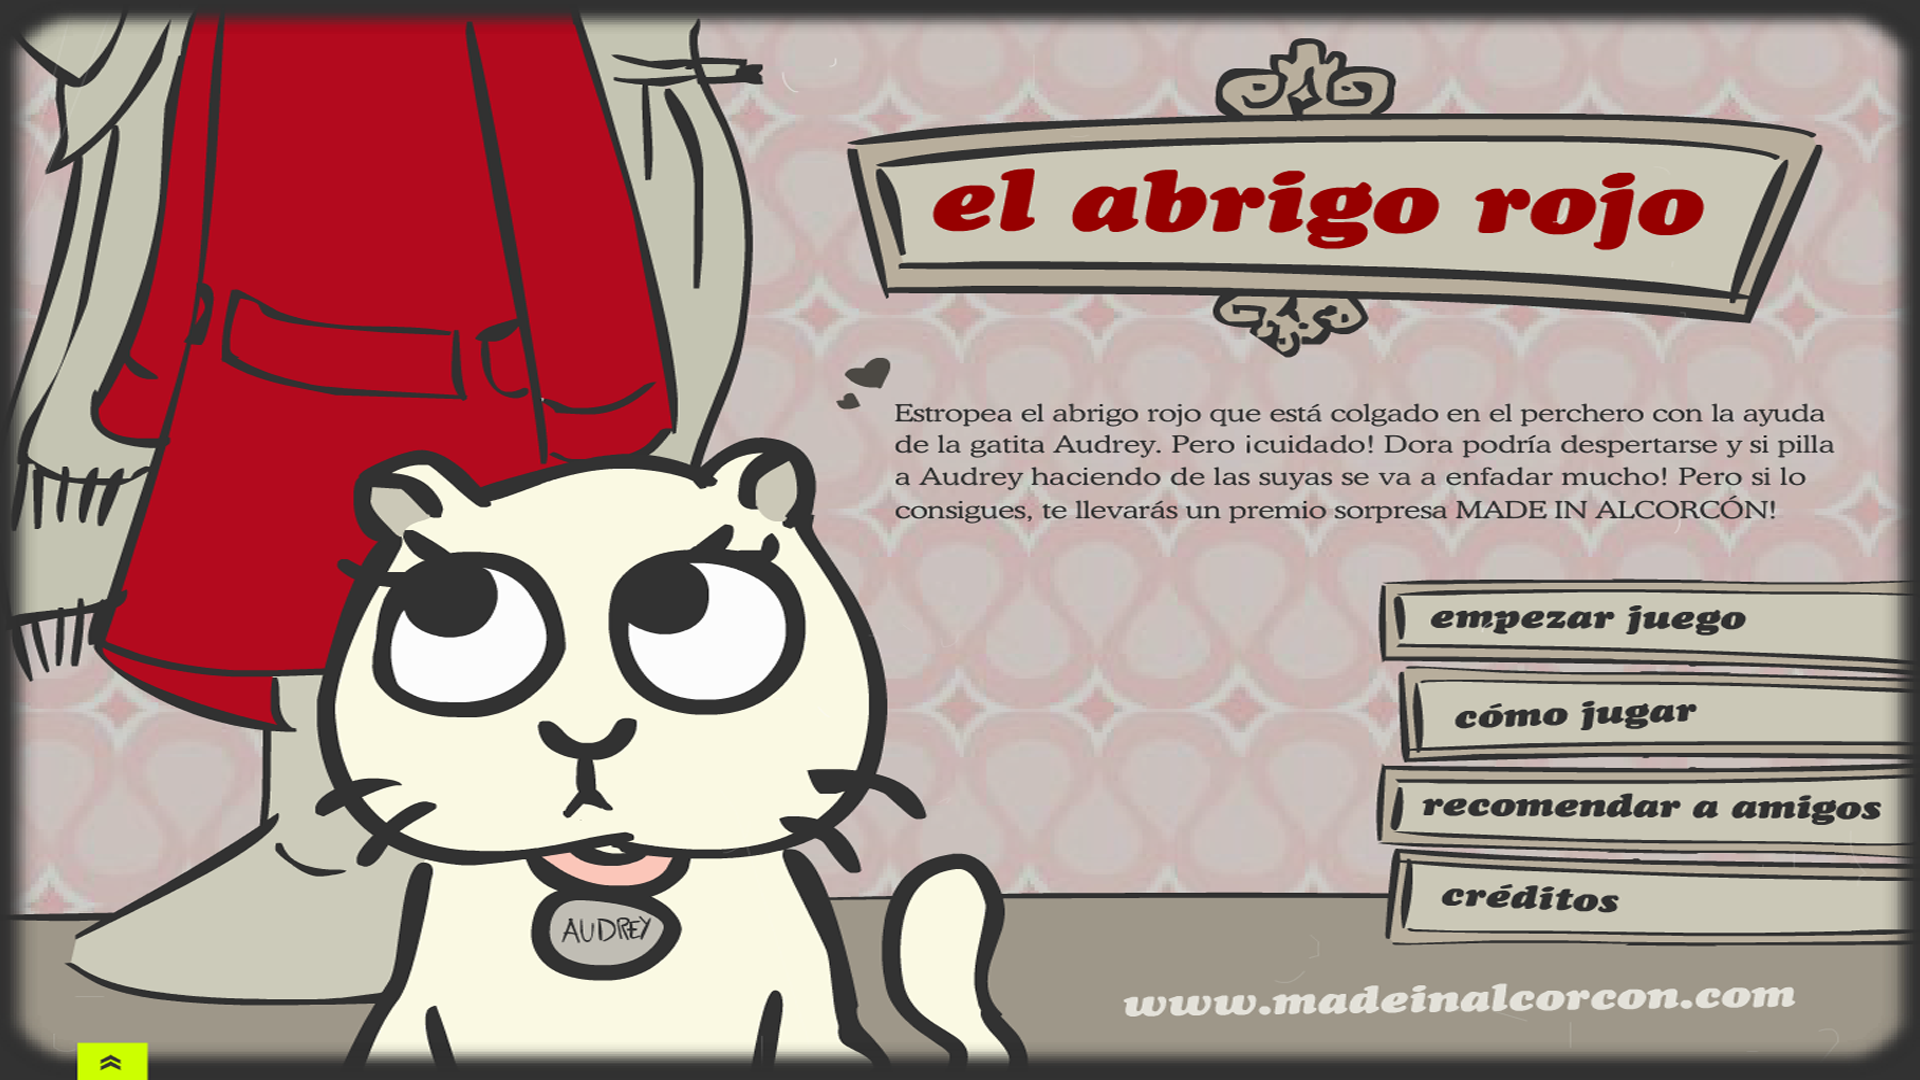 el abrigo rojo
Estropea el abrigo rojo que está colgado en el perchero con la ayuda
de la gatita Audrey. Pero ¡cuidado! Dora podría despertarse y si pilla
a Audrey haciendo de las suyas se va a enfadar mucho! Pero si lo
consigues, te llevarás un premio sorpresa MADE IN ALCORCÓN!
empezar juego
cómo jugar
recomendar a amigos
créditos
AUDREY
www.madeinalcorcon.com